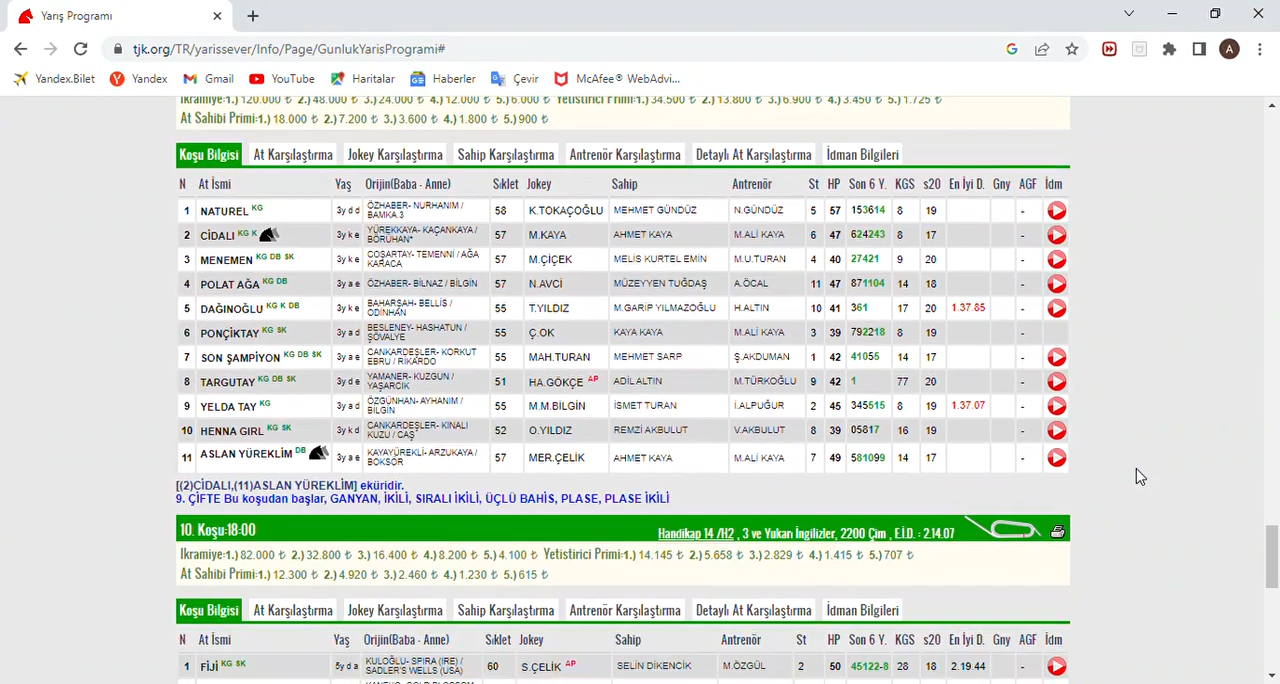 Yarış Programı
tjk.org/TR/yarissever/Info/Page/GunlukYarisProgrami#
A
Yandex.Bilet Yandex Gmail YouTube Haritalar Haberler Çevir McAfee® WebAdvi...
İkramiye:1.) 120.000 ₺ 2.) 48.000 ₺ 3.) 24.000 ₺ 4.) 12.000 ₺ 5.) 6.000 ₺ Yetistirici Primi:1.) 34.500 ₺ 2.) 13.800 ₺ 3.) 6.900 ₺ 4.) 3.450 ₺ 5.) 1.725 ₺
At Sahibi Primi:1.) 18.000 ₺ 2.) 7.200 ₺ 3.) 3.600 ₺ 4.) 1.800 ₺ 5.) 900 ₺
Koşu Bilgisi At Karşılaştırma Jokey Karşılaştırma Sahip Karşılaştırma Antrenör Karşılaştırma Detaylı At Karşılaştırma İdman Bilgileri
N At İsmi Yaş Orijin(Baba - Anne) Sıklet Jokey Sahip Antrenör St HP Son 6 Y. KGS s20 En İyi D. Gny AGF İdm
1 NATUREL KG 3y d d ÖZHABER- NURHANIM / BAMKA.3 58 K.TOKAÇOĞLU MEHMET GÜNDÜZ N.GÜNDÜZ 5 57 153614 8 19 -
2 CİDALI KG K 3y k e YÜREKKAYA- KAÇANKAYA / BORUHAN* 57 M.KAYA AHMET KAYA M.ALİ KAYA 6 47 624243 8 17 -
3 MENEMEN KG DB SK 3y k e COŞARTAY- TEMENNİ / AĞA KARACA 57 M.ÇİÇEK MELİS KURTEL EMİN M.U.TURAN 4 40 27421 9 20 -
4 POLAT AĞA KG DB 3y a e ÖZHABER- BİLNAZ / BİLGİN 57 N.AVCİ MÜZEYYEN TUĞDAŞ A.ÖCAL 11 47 871104 14 18 -
5 DAĞINOĞLU KG K DB 3y k e BAHARŞAH- BELLİS / ODINHAN 55 T.YILDIZ M.GARİP YILMAZOĞLU H.ALTIN 10 41 361 17 20 1.37.85 -
6 PONÇİKTAY KG SK 3y a d BESLENEY- HASHATUN / ŞÖVALYE 55 Ç.OK KAYA KAYA M.ALİ KAYA 3 39 792218 8 19 -
7 SON ŞAMPİYON KG DB SK 3y a e CANKARDEŞLER- KORKUT EBRU / RIKARDO 55 MAH.TURAN MEHMET SARP Ş.AKDUMAN 1 42 41055 14 17 -
8 TARGUTAY KG DB SK 3y d e YAMANER- KUZGUN / YAŞARCIK 51 HA.GÖKÇE AP ADİL ALTIN M.TÜRKOĞLU 9 42 1 77 20 -
9 YELDA TAY KG 3y a d ÖZGÜNHAN- AYHANIM / BİLGİN 55 M.M.BİLGİN İSMET TURAN İ.ALPUĞUR 2 45 345515 8 19 1.37.07 -
10 HENNA GIRL KG SK 3y k d CANKARDEŞLER- KINALI KUZU / CAŞ 52 O.YILDIZ REMZİ AKBULUT V.AKBULUT 8 39 05817 16 19 -
11 ASLAN YÜREKLİM DB 3y a e KAYAYÜREKLİ- ARZUKAYA / BOKSÖR 57 MER.ÇELİK AHMET KAYA M.ALİ KAYA 7 49 581099 14 17 -
[(2)CİDALI,(11)ASLAN YÜREKLİM] eküridir.
9. ÇİFTE Bu koşudan başlar, GANYAN, İKİLİ, SIRALI İKİLİ, ÜÇLÜ BAHİS, PLASE, PLASE İKİLİ
10. Koşu:18:00 Handikap 14 /H2 , 3 ve Yukarı İngilizler, 2200 Çim , E.İ.D. : 2.14.07
İkramiye:1.) 82.000 ₺ 2.) 32.800 ₺ 3.) 16.400 ₺ 4.) 8.200 ₺ 5.) 4.100 ₺ Yetistirici Primi:1.) 14.145 ₺ 2.) 5.658 ₺ 3.) 2.829 ₺ 4.) 1.415 ₺ 5.) 707 ₺
At Sahibi Primi:1.) 12.300 ₺ 2.) 4.920 ₺ 3.) 2.460 ₺ 4.) 1.230 ₺ 5.) 615 ₺
Koşu Bilgisi At Karşılaştırma Jokey Karşılaştırma Sahip Karşılaştırma Antrenör Karşılaştırma Detaylı At Karşılaştırma İdman Bilgileri
N At İsmi Yaş Orijin(Baba - Anne) Sıklet Jokey Sahip Antrenör St HP Son 6 Y. KGS s20 En İyi D. Gny AGF İdm
1 FİJİ KG SK 5y d a KULOĞLU- SPIRA (IRE) / SADLER'S WELLS (USA) 60 S.ÇELİK AP SELİN DİKENCİK M.ÖZGÜL 2 50 45122-8 28 18 2.19.44 -